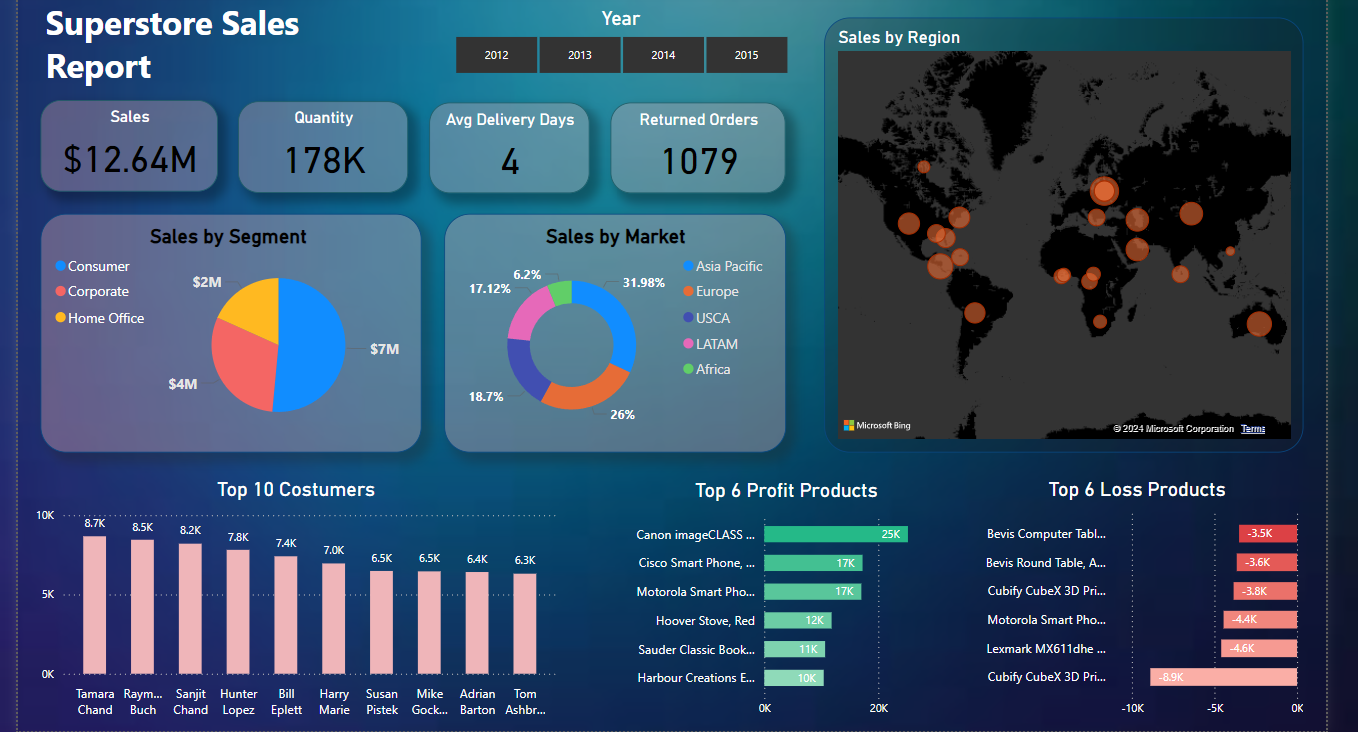 Superstore Sales
Report
Year
2012
2013
2014
2015
Sales
$12.64M
Quantity
178K
Avg Delivery Days
4
Returned Orders
1079
Sales by Region
Microsoft Bing
© 2024 Microsoft Corporation Terms
Sales by Segment
Consumer
Corporate
Home Office
$2M
$7M
$4M
Sales by Market
6.2%
17.12%
31.98%
18.7%
26%
Asia Pacific
Europe
USCA
LATAM
Africa
Top 10 Costumers
10K
5K
0K
8.7K
8.5K
8.2K
7.8K
7.4K
7.0K
6.5K
6.5K
6.4K
6.3K
Tamara
Chand
Raym...
Buch
Sanjit
Chand
Hunter
Lopez
Bill
Eplett
Harry
Marie
Susan
Pistek
Mike
Gock...
Adrian
Barton
Tom
Ashbr...
Top 6 Profit Products
Canon imageCLASS ...
25K
Cisco Smart Phone, ...
17K
Motorola Smart Pho...
17K
Hoover Stove, Red
12K
Sauder Classic Book...
11K
Harbour Creations E...
10K
0K
20K
Top 6 Loss Products
Bevis Computer Tabl...
-3.5K
Bevis Round Table, A...
-3.6K
Cubify CubeX 3D Pri...
-3.8K
Motorola Smart Pho...
-4.4K
Lexmark MX611dhe ...
-4.6K
Cubify CubeX 3D Pri...
-8.9K
-10K
-5K
0K